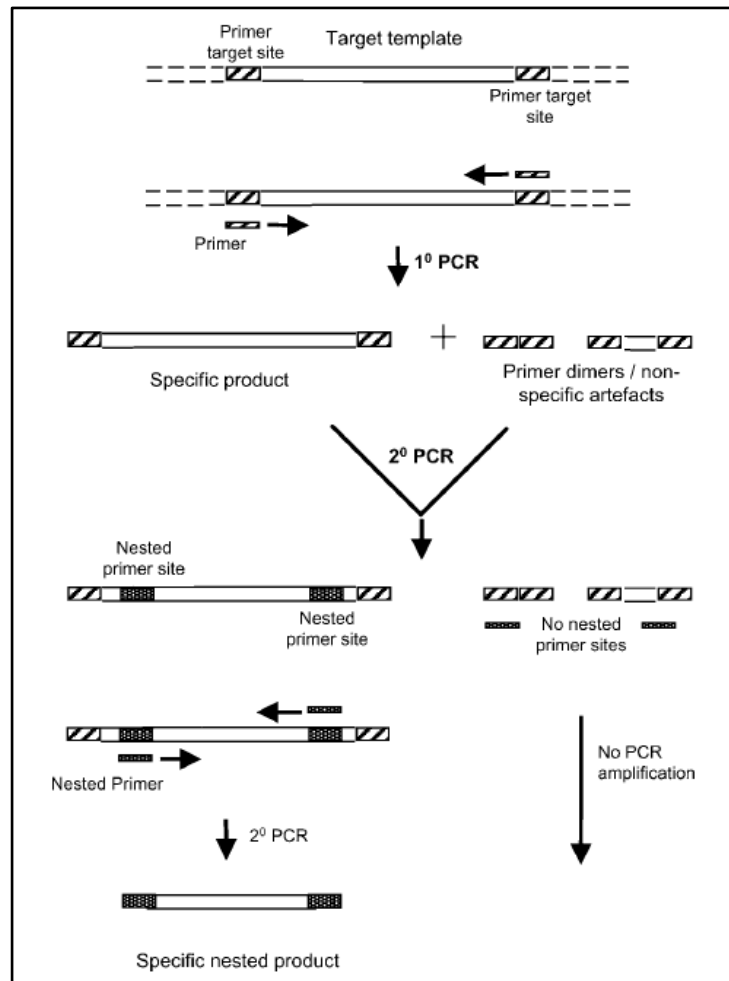 Primer
target site
Target template
Primer target
site
Primer
1⁰ PCR
Specific product
+
Primer dimers / non-
specific artefacts
2⁰ PCR
Nested
primer site
Nested
primer site
No nested
primer sites
Nested Primer
No PCR
amplification
2⁰ PCR
Specific nested product